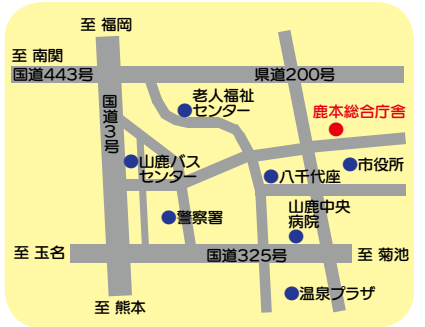 至 福岡
至 南関
国道443号
県道200号
国道3号
老人福祉
センター
鹿本総合庁舎
山鹿バス
センター
市役所
八千代座
山鹿中央
病院
警察署
至 玉名
国道325号
至 菊池
温泉プラザ
至 熊本